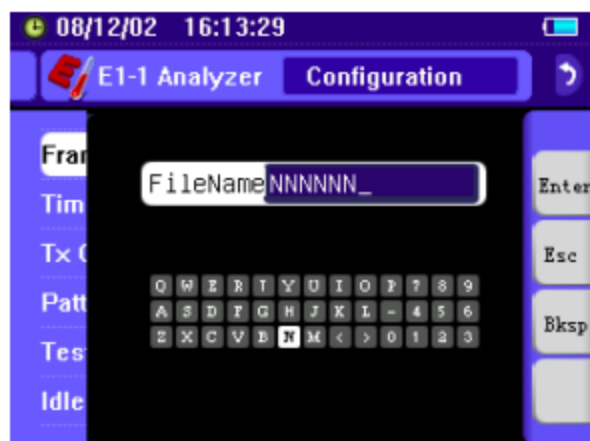 08/12/02 16:13:29
E1-1 Analyzer Configuration
Fra
Tim
Tx
Patt
Tes
Idle
FileName NNNNNN_
Q W E R T Y U I O P 7 8 9
A S D F G H J K L - 4 5 6
Z X C V B N M < > 0 1 2 3
Enter
Esc
Bksp